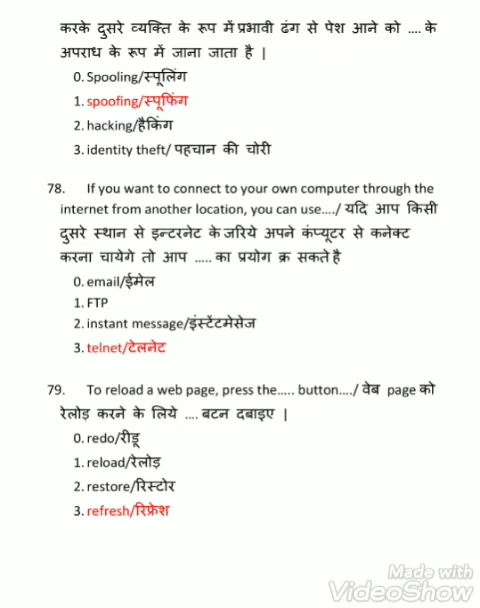 करके दुसरे व्यक्ति के रूप में प्रभावी ढंग से पेश आने को .... के
अपराध के रूप में जाना जाता है |
0. Spooling/स्पूलिंग
1. spoofing/स्पूफिंग
2. hacking/हैकिंग
3. identity theft/ पहचान की चोरी
78. If you want to connect to your own computer through the
internet from another location, you can use..../ यदि आप किसी
दुसरे स्थान से इन्टरनेट के जरिये अपने कंप्यूटर से कनेक्ट
करना चायेगे तो आप ..... का प्रयोग क्र सकते है
0. email/ईमेल
1. FTP
2. instant message/इंस्टेंटमेसेज
3. telnet/टेलनेट
79. To reload a web page, press the..... button..../ वेब page को
रेलोड़ करने के लिये .... बटन दबाइए |
0. redo/रीडू
1. reload/रेलोड़
2. restore/रिस्टोर
3. refresh/रिफ्रेश
Made with
VideoShow